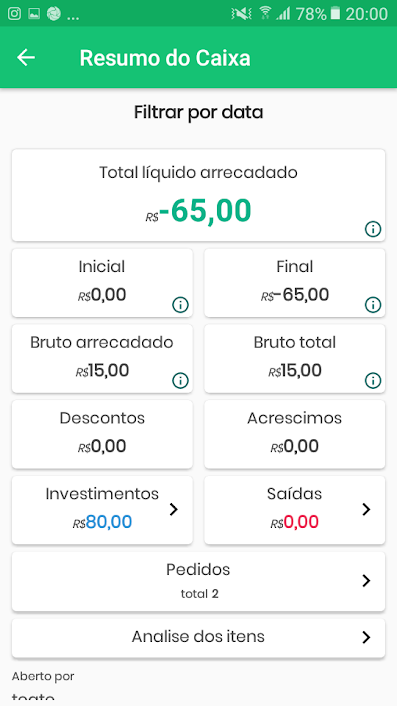 ... 78% 20:00
Resumo do Caixa
Filtrar por data
Total líquido arrecadado
R$-65,00
Inicial
R$0,00
Final
R$-65,00
Bruto arrecadado
R$15,00
Bruto total
R$15,00
Descontos
R$0,00
Acrescimos
R$0,00
Investimentos
R$80,00
Saídas
R$0,00
Pedidos
total 2
Analise dos itens
Aberto por